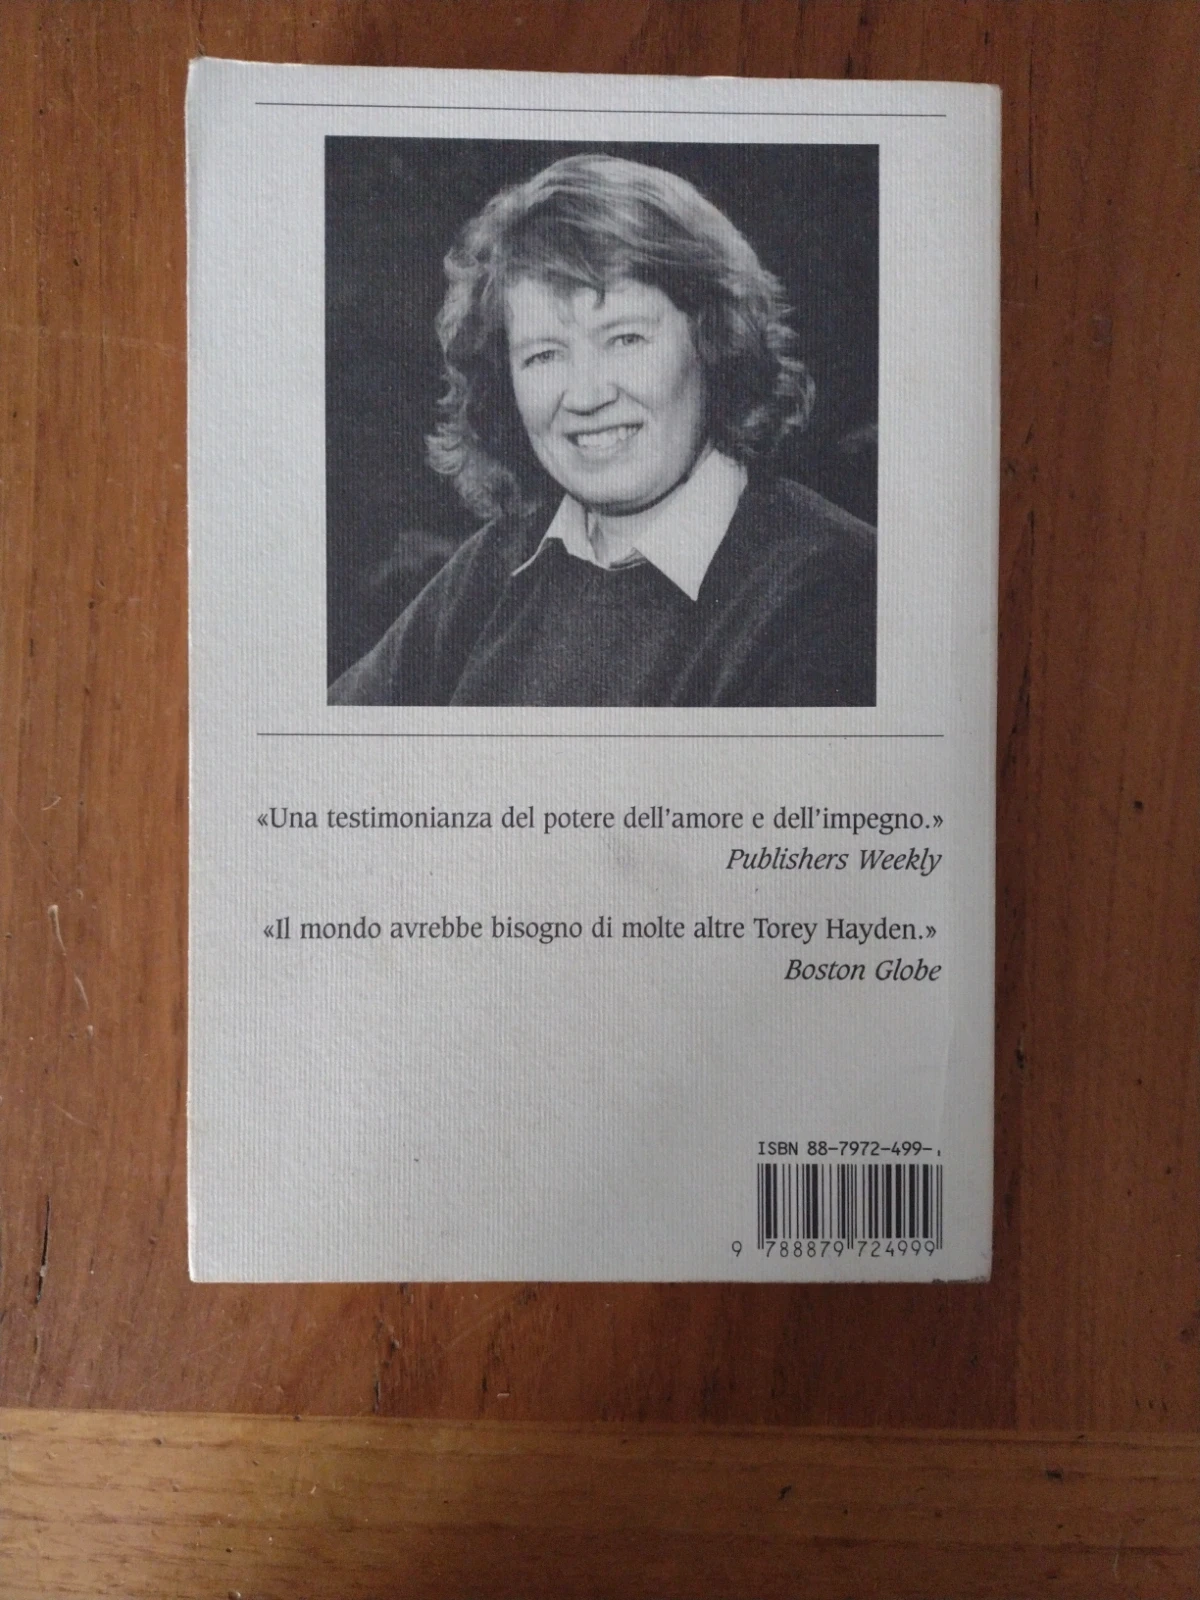 «Una testimonianza del potere dell'amore e dell'impegno.»
Publishers Weekly
«Il mondo avrebbe bisogno di molte altre Torey Hayden.»
Boston Globe
ISBN 88-7972-499-
9 788879 724999